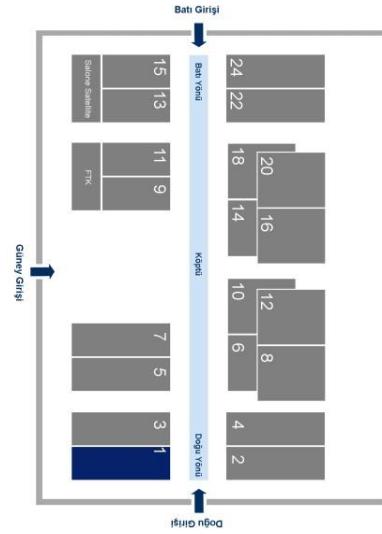 Batı Girişi
Salone Satellite
15
13
Batı Yönü
24
22
FTK
11
9
18
20
14
16
Güney Girişi
Köptü
10
12
6
8
7
5
3
1
Doğu Yönü
4
2
Doğu Girişi